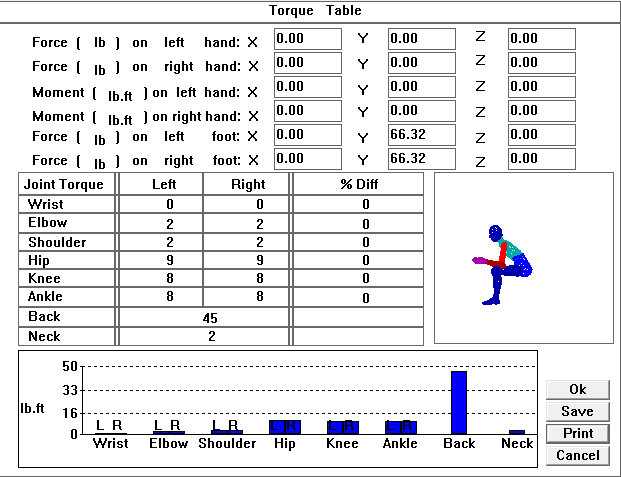 Torque Table
Force ( lb ) on left hand: X 0.00 Y 0.00 Z 0.00
Force ( lb ) on right hand: X 0.00 Y 0.00 Z 0.00
Moment ( lb.ft ) on left hand: X 0.00 Y 0.00 Z 0.00
Moment ( lb.ft ) on right hand: X 0.00 Y 0.00 Z 0.00
Force ( lb ) on left foot: X 0.00 Y 66.32 Z 0.00
Force ( lb ) on right foot: X 0.00 Y 66.32 Z 0.00
Joint Torque Left Right % Diff
Wrist 0 0 0
Elbow 2 2 0
Shoulder 2 2 0
Hip 9 9 0
Knee 8 8 0
Ankle 8 8 0
Back 45
Neck 2
50
33
lb.ft 16
0 L R L R L R L R L R L R
Wrist Elbow Shoulder Hip Knee Ankle Back Neck
Ok
Save
Print
Cancel